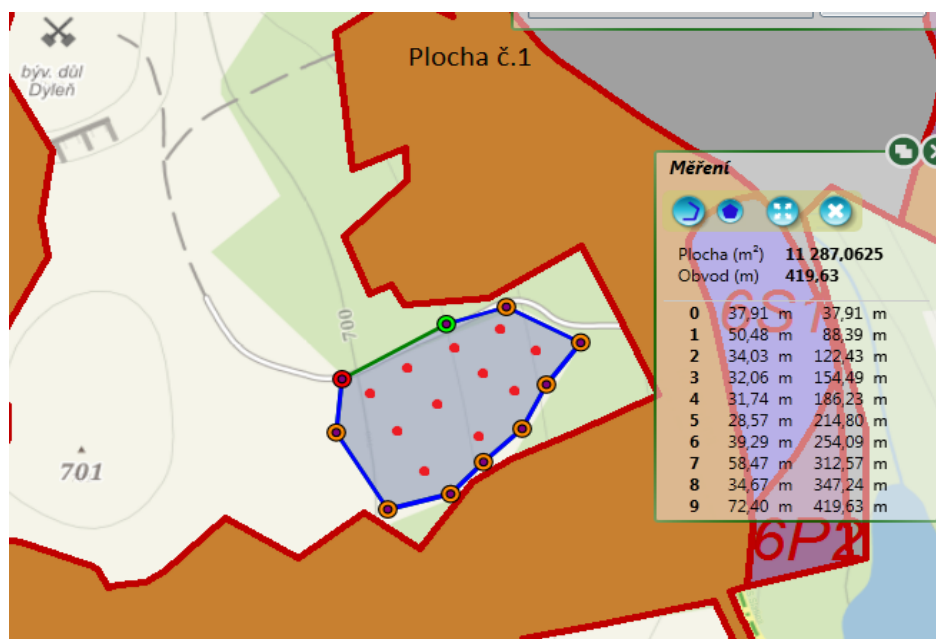 Plocha č.1
býv. důl
Dyleň
700
701
Měření
Plocha (m²) 11 287,0625
Obvod (m) 419,63
0 37,91 m 37,91 m
1 50,48 m 88,39 m
2 34,03 m 122,43 m
3 32,06 m 154,49 m
4 31,74 m 186,23 m
5 28,57 m 214,80 m
6 39,29 m 254,09 m
7 58,47 m 312,57 m
8 34,67 m 347,24 m
9 72,40 m 419,63 m
6S1
6P2